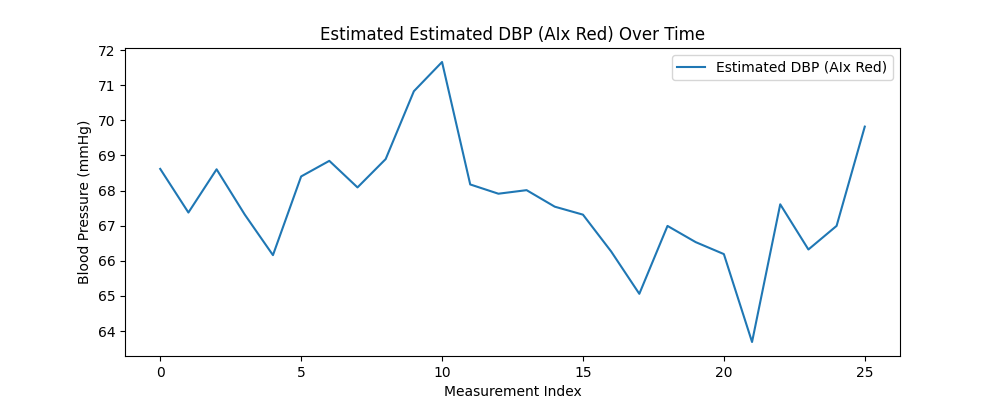 Estimated Estimated DBP (AIx Red) Over Time
Estimated DBP (AIx Red)
Blood Pressure (mmHg)
72
71
70
69
68
67
66
65
64
0 5 10 15 20 25
Measurement Index